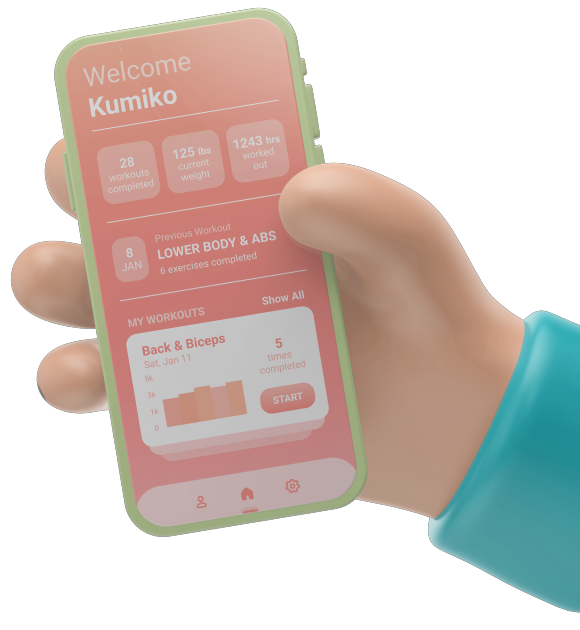 Welcome
Kumiko
28
workouts
completed
125 lbs
current
weight
1243 hrs
worked
out
8
JAN
Previous Workout
LOWER BODY & ABS
6 exercises completed
MY WORKOUTS
Show All
Back & Biceps
Sat, Jan 11
5k
3k
1k
0
5
times
completed
START